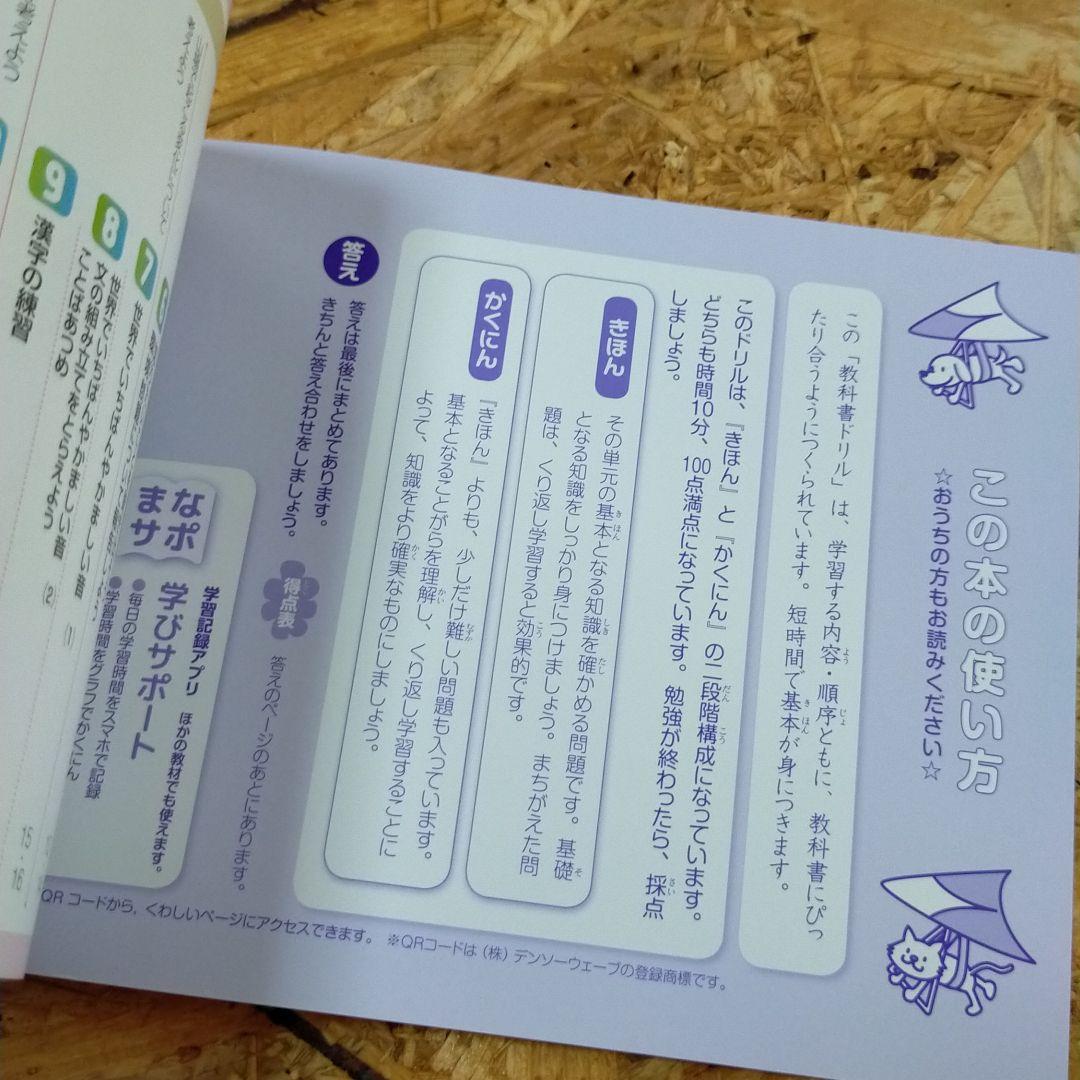 この本の使い方
☆おうちの方もお読みください☆
この「教科書ドリル」は、学習する内容・順序ともに、教科書にぴっ
たり合うようにつくられています。短時間で基本が身につきます。
このドリルは、『きほん』と『かくにん』の二段階構成になっています。
どちらも時間10分、100点満点になっています。勉強が終わったら、採点
しましょう。
きほん
その単元の基本となる知識を確かめる問題です。基礎
となる知識をしっかり身につけましょう。まちがえた問
題は、くり返し学習すると効果的です。
かくにん
『きほん』よりも、少しだけ難しい問題も入っています。
基本となることがらを理解し、くり返し学習することに
よって、知識をより確実なものにしましょう。
答え
答えは最後にまとめてあります。
きちんと答え合わせをしましょう。
得点表
答えのページのあとにあります。
まなサポ
学習記録アプリ
学びサポート
ほかの教材でも使えます。
●毎日の学習時間をスマホで記録
●学習時間をグラフでかくにん
QRコードから,くわしいページにアクセスできます。
※QRコードは(株)デンソーウェーブの登録商標です。
7
世界でいちばんやかましい音 (1)
8
世界でいちばんやかましい音 (2)
文の組み立てをとらえよう
ことばあつめ
9
漢字の練習
15・16